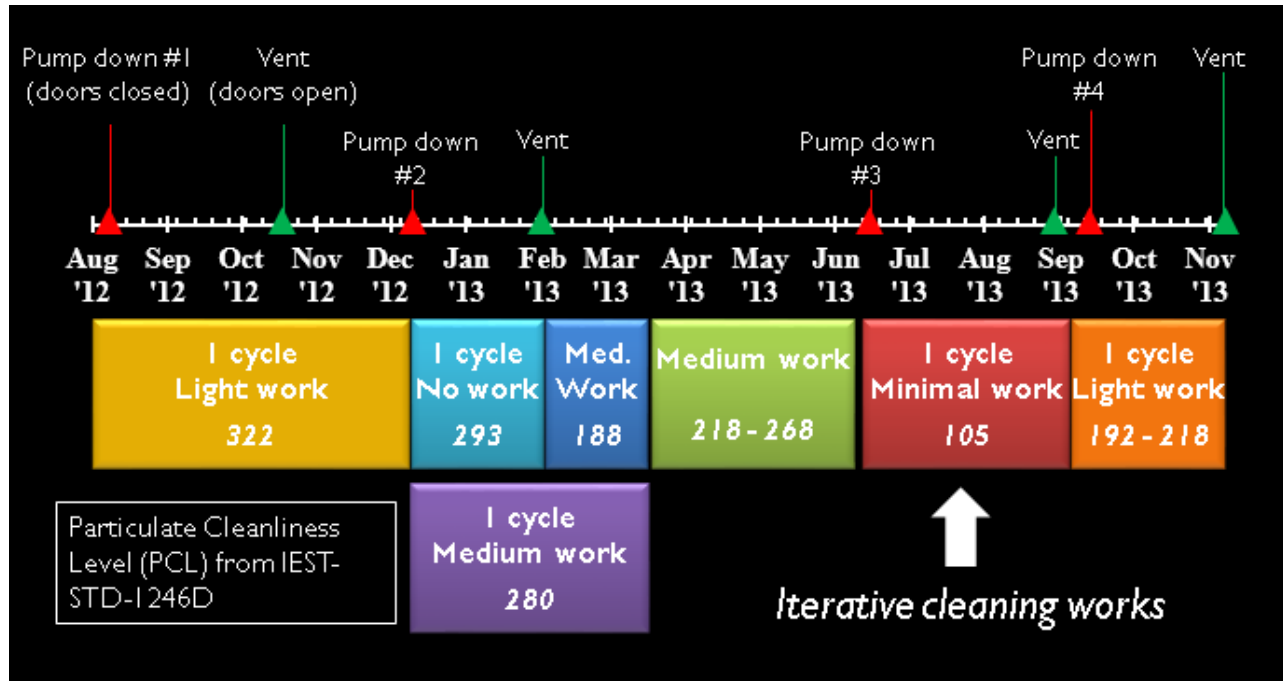 Pump down #1
(doors closed)
Vent
(doors open)
Pump down
#2
Vent
Pump down
#3
Vent
Pump down
#4
Vent
Aug Sep Oct Nov Dec Jan Feb Mar Apr May Jun Jul Aug Sep Oct Nov
'12 '12 '12 '12 '12 '13 '13 '13 '13 '13 '13 '13 '13 '13 '13 '13
1 cycle
Light work
322
1 cycle
No work
293
Med.
Work
188
Medium work
218 - 268
1 cycle
Minimal work
105
1 cycle
Light work
192 - 218
1 cycle
Medium work
280
Particulate Cleanliness
Level (PCL) from IEST-
STD-1246D
Iterative cleaning works